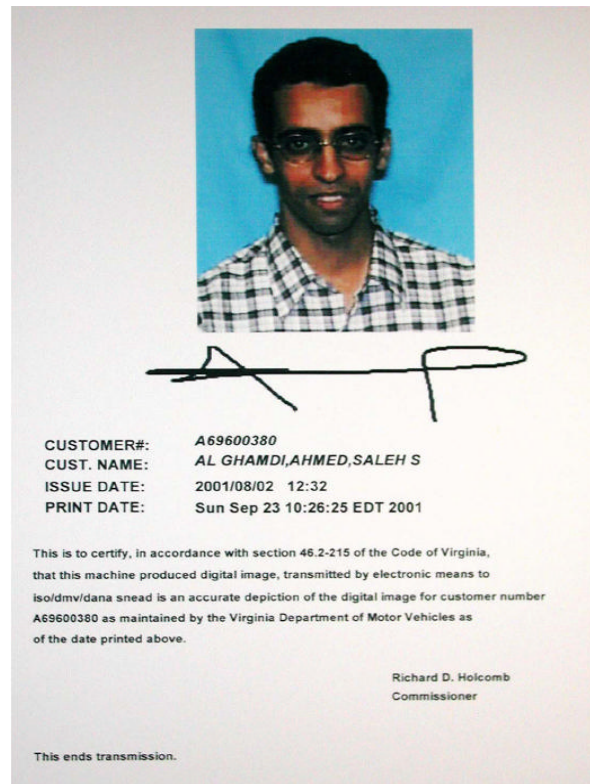 CUSTOMER#: A69600380
CUST. NAME: AL GHAMDI,AHMED,SALEH S
ISSUE DATE: 2001/08/02 12:32
PRINT DATE: Sun Sep 23 10:26:25 EDT 2001
This is to certify, in accordance with section 46.2-215 of the Code of Virginia,
that this machine produced digital image, transmitted by electronic means to
iso/dmv/dana snead is an accurate depiction of the digital image for customer number
A69600380 as maintained by the Virginia Department of Motor Vehicles as
of the date printed above.
Richard D. Holcomb
Commissioner
This ends transmission.